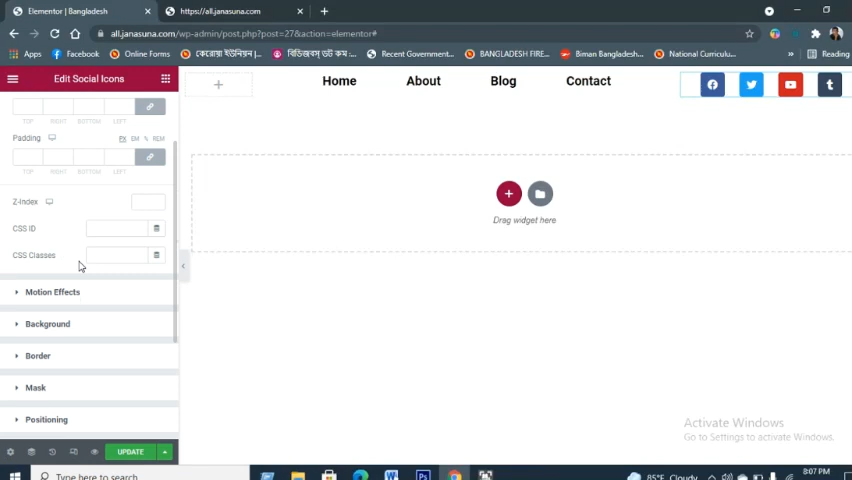 Elementor | Bangladesh
https://all.janasuna.com/
all.janasuna.com/wp-admin/post.php?post=27&action=elementor#
Apps Facebook Online Forms কেরোয়া ইউনিয়ন |... বিডিজবস্ ডট কম :... Recent Government... BANGLADESH FIRE... Biman Bangladesh... National Curriculu... » Reading
Edit Social Icons
Home About Blog Contact
TOP RIGHT BOTTOM LEFT
Padding PX EM % REM
TOP RIGHT BOTTOM LEFT
Z-Index
CSS ID
CSS Classes
Drag widget here
Motion Effects
Background
Border
Mask
Positioning
Activate Windows
Go to Settings to activate Windows.
UPDATE
Type here to search
85°F Cloudy
8:07 PM